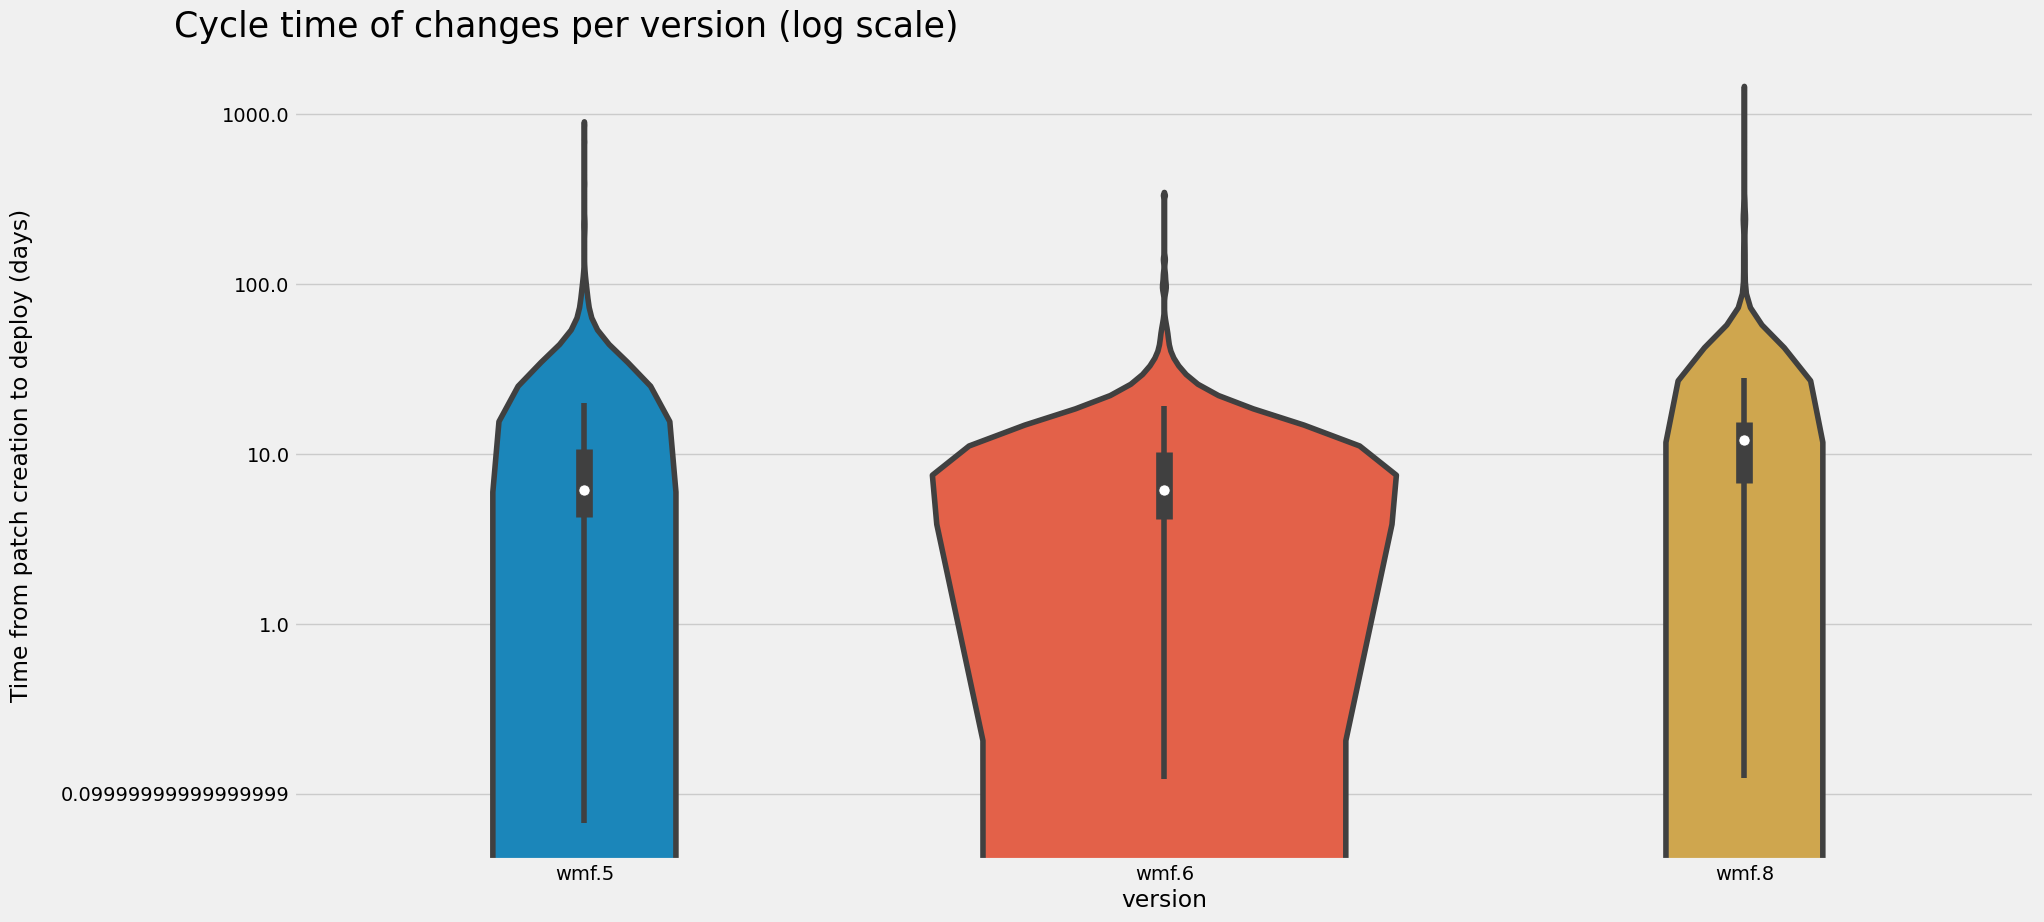 Cycle time of changes per version (log scale)
Time from patch creation to deploy (days)
1000.0
100.0
10.0
1.0
0.09999999999999999
wmf.5 wmf.6 wmf.8
version